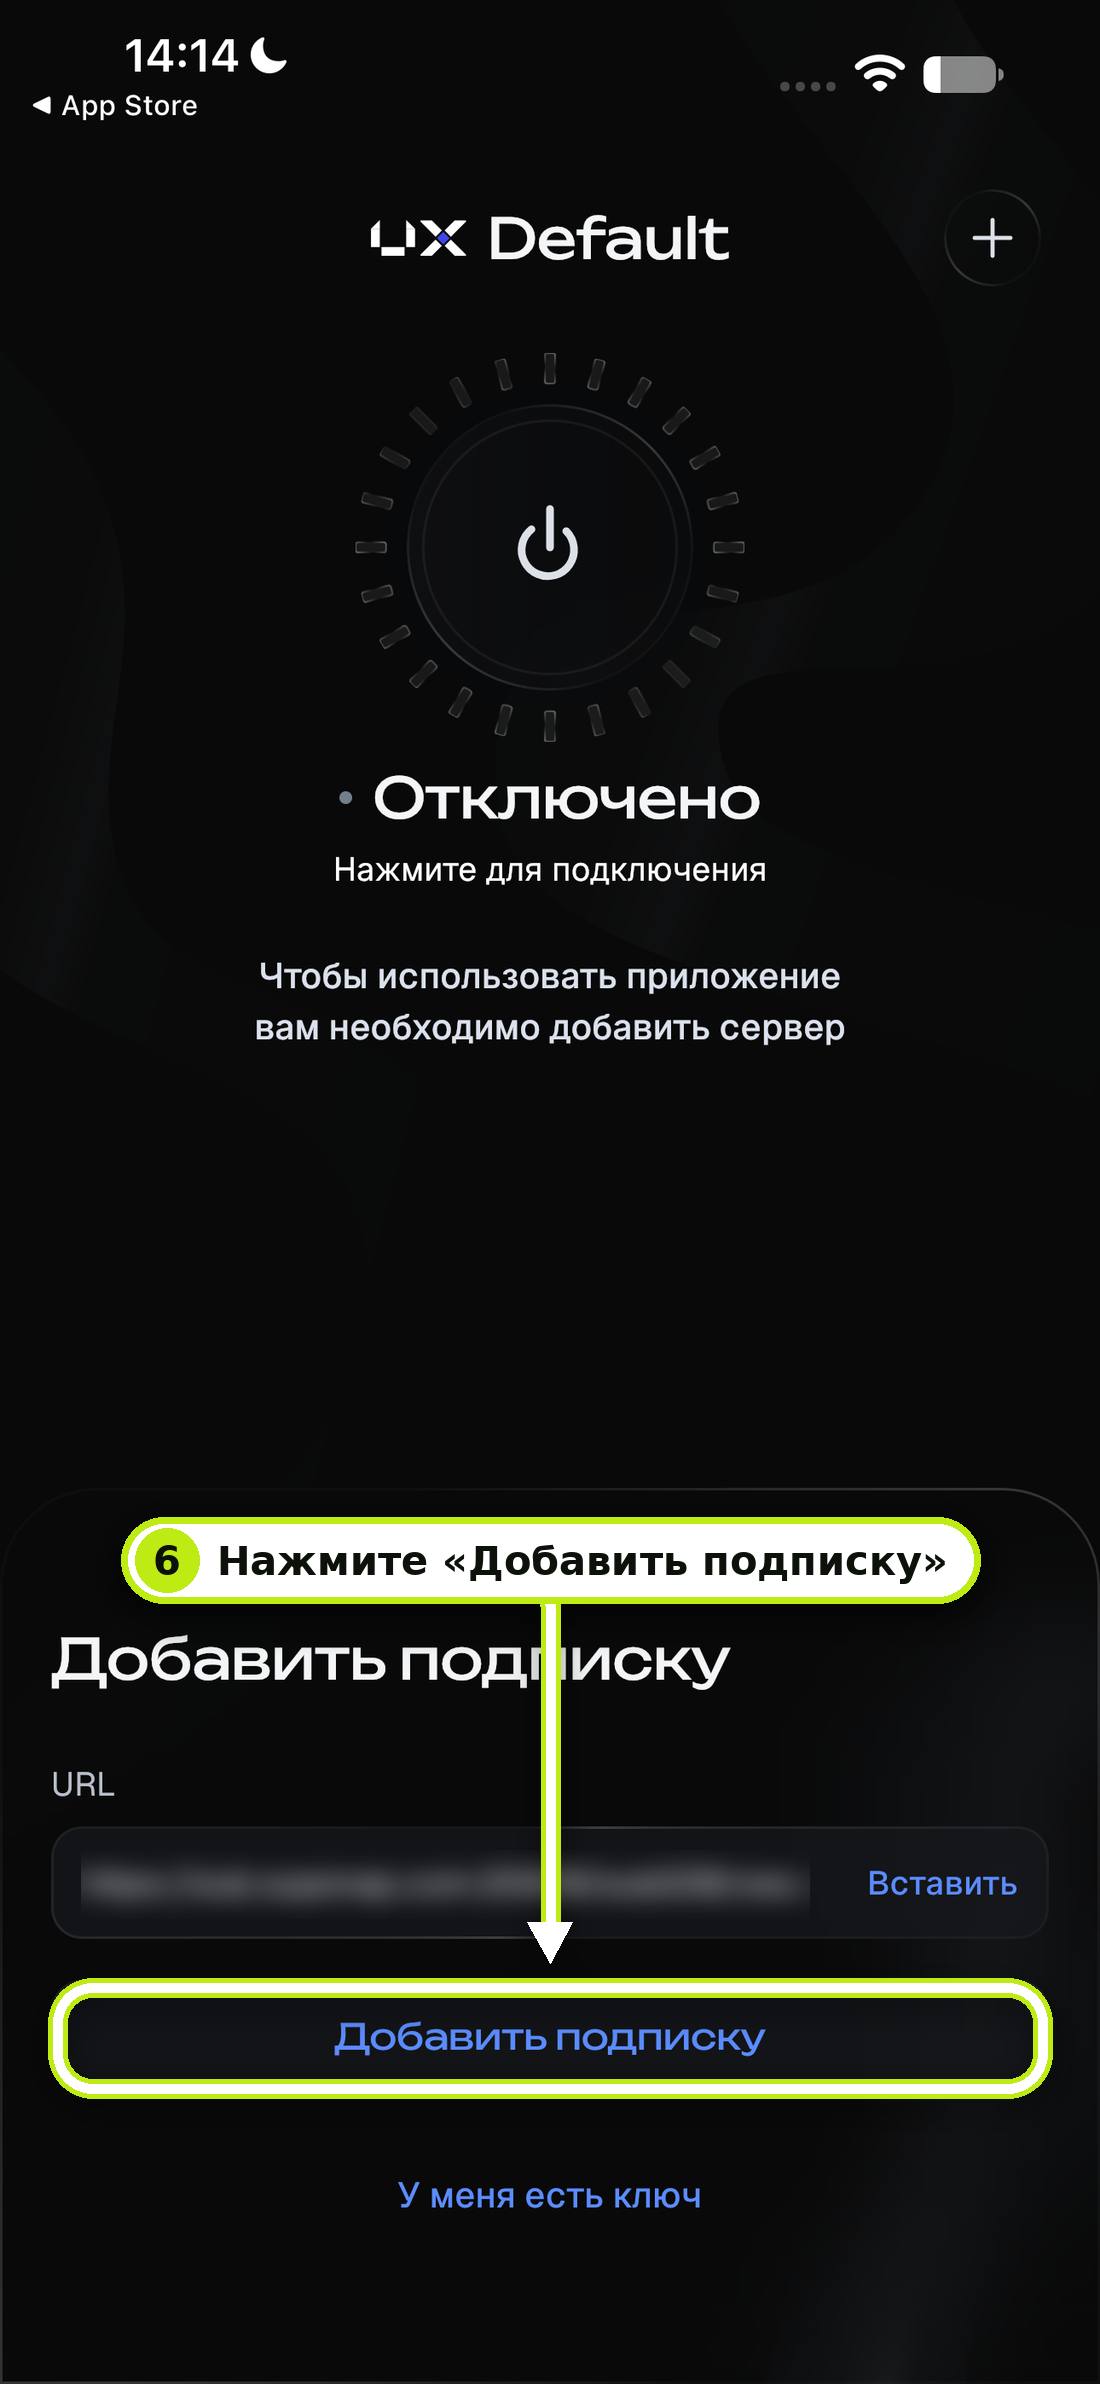 14:14
App Store
UX Default
Отключено
Нажмите для подключения
Чтобы использовать приложение
вам необходимо добавить сервер
6 Нажмите «Добавить подписку»
Добавить подписку
URL
Вставить
Добавить подписку
У меня есть ключ